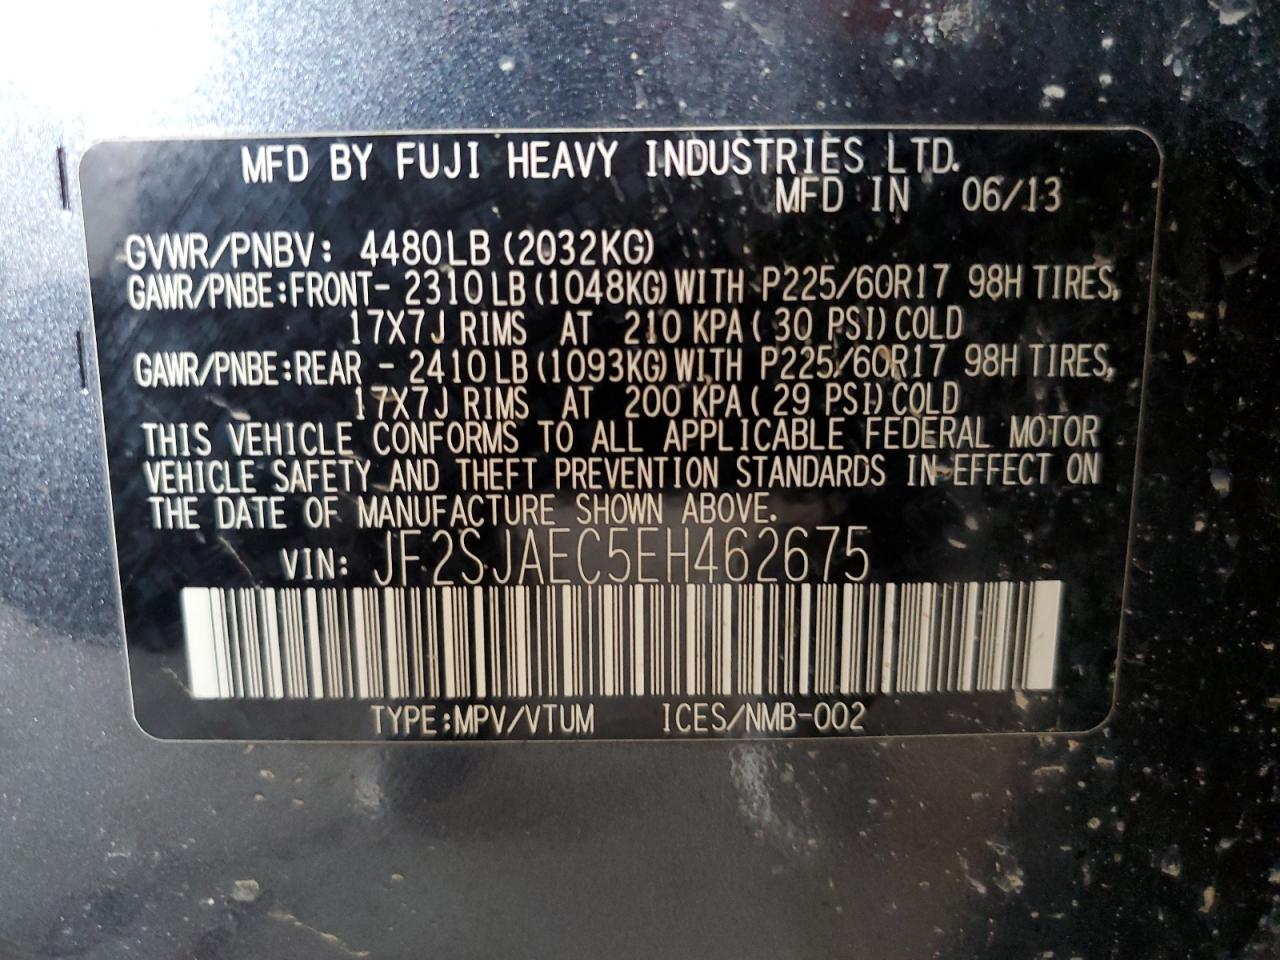 MFD BY FUJI HEAVY INDUSTRIES LTD.
MFD IN 06/13
GVWR/PNBV: 4480LB (2032KG)
GAWR/PNBE:FRONT- 2310LB(1048KG)WITH P225/60R17 98H TIRES,
17X7J RIMS AT 210 KPA(30 PSI)COLD
GAWR/PNBE:REAR - 2410LB(1093KG)WITH P225/60R17 98H TIRES,
17X7J RIMS AT 200 KPA(29 PSI)COLD
THIS VEHICLE CONFORMS TO ALL APPLICABLE FEDERAL MOTOR
VEHICLE SAFETY AND THEFT PREVENTION STANDARDS IN EFFECT ON
THE DATE OF MANUFACTURE SHOWN ABOVE.
VIN: JF2SJAEC5EH462675
TYPE:MPV/VTUM ICES/NMB-002